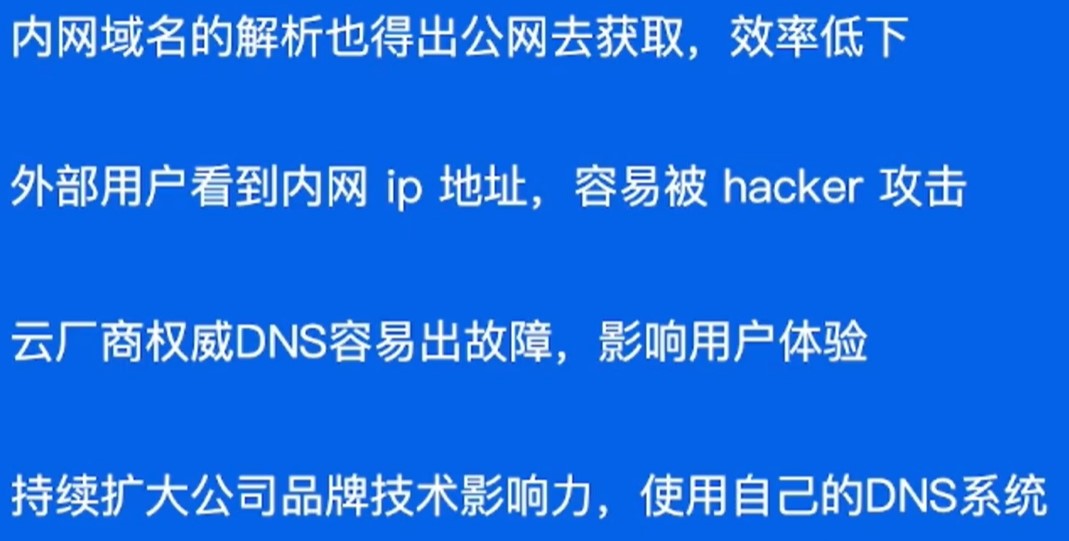 内网域名的解析也得出公网去获取，效率低下
外部用户看到内网 ip 地址，容易被 hacker 攻击
云厂商权威DNS容易出故障，影响用户体验
持续扩大公司品牌技术影响力，使用自己的DNS系统